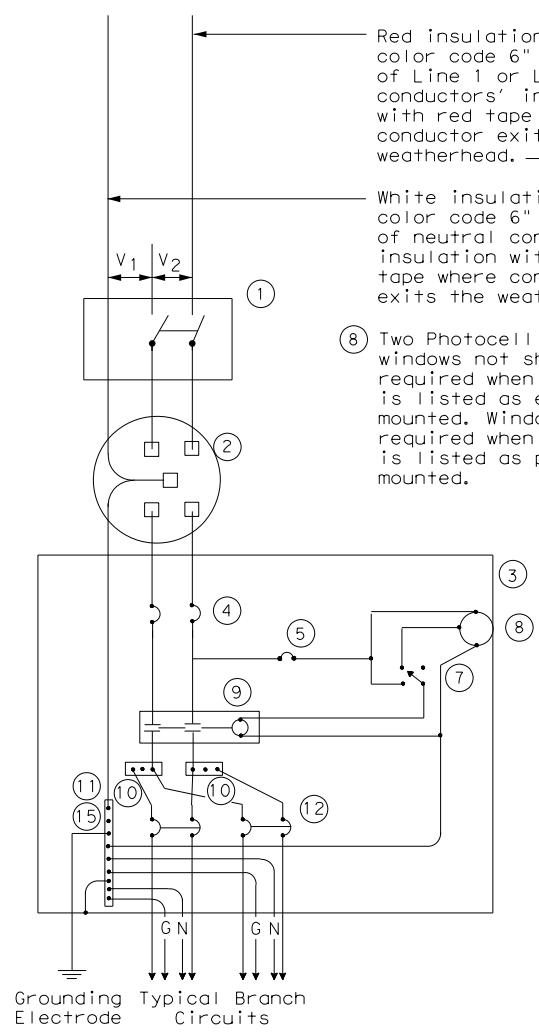 Red insulation
color code 6"
of Line 1 or L
conductors' in
with red tape
conductor exit
weatherhead.
White insulati
color code 6"
of neutral con
insulation wit
tape where con
exits the weat
V1 V2
1
8 Two Photocell
windows not sh
required when
is listed as e
mounted. Windo
required when
is listed as p
mounted.
2
3
4
5
8
7
9
11
10 10
15
12
G N G N
Grounding Typical Branch
Electrode Circuits